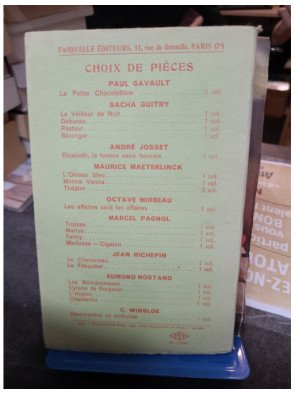 FASQUELLE ÉDITEURS, 11, rue de Grenelle, PARIS (7e)
CHOIX DE PIÈCES
PAUL GAVAULT
La Petite Chocolatière 1 vol.
SACHA GUITRY
Le Veilleur de Nuit 1 vol.
Deburau 1 vol.
Pasteur 1 vol.
Béranger 1 vol.
ANDRÉ JOSSET
Elizabeth, la femme sans homme 1 vol.
MAURICE MAETERLINCK
L'Oiseau bleu 1 vol.
Monna Vanna 1 vol.
Théâtre 3 vol.
OCTAVE MIRBEAU
Les affaires sont les affaires 1 vol.
MARCEL PAGNOL
Topaze 1 vol.
Marius 1 vol.
Fanny 1 vol.
Merlusse - Cigalon 1 vol.
JEAN RICHEPIN
Le Chemineau 1 vol.
Le Flibustier 1 vol.
EDMOND ROSTAND
Les Romanesques 1 vol.
Cyrano de Bergerac 1 vol.
L'Aiglon 1 vol.
Chantecler 1 vol.
C. WINSLOE
Demoiselles en uniforme 1 vol.